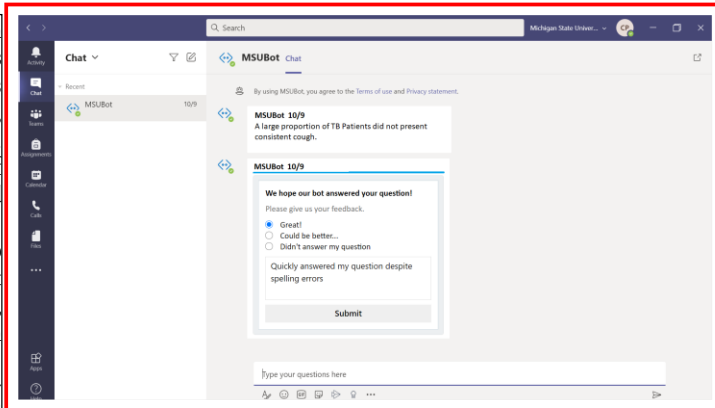 Search
Michigan State Univer...
CP
Activity
Chat
Recent
MSUBot
10/9
Chat
Teams
Assignments
Calendar
Calls
Files
Apps
MSUBot Chat
By using MSUBot, you agree to the Terms of use and Privacy statement.
MSUBot 10/9
A large proportion of TB Patients did not present
consistent cough.
MSUBot 10/9
We hope our bot answered your question!
Please give us your feedback.
Great!
Could be better...
Didn't answer my question
Quickly answered my question despite
spelling errors
Submit
Type your questions here